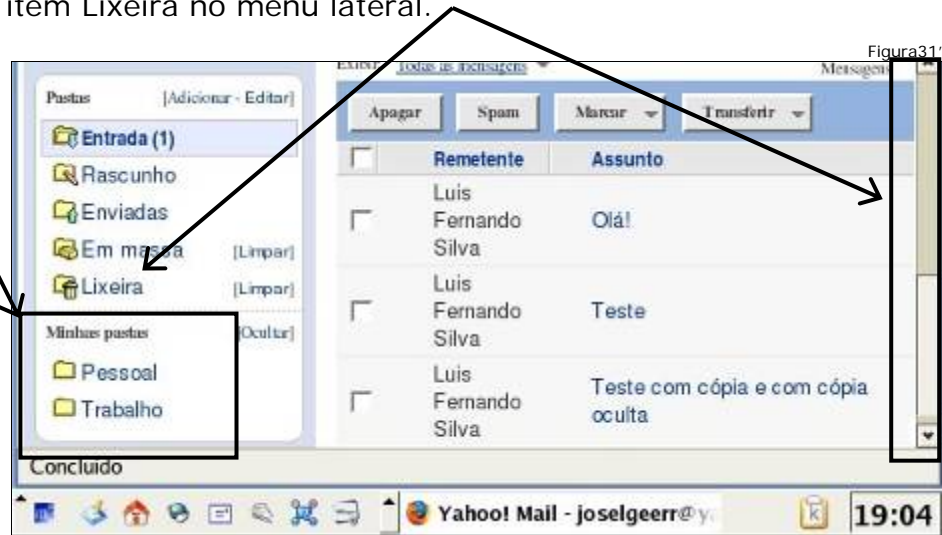 item Lixeira no menu lateral.
Figura31'
Exibir: Todas as mensagens
Mensagens
Pastas [Adicionar - Editar]
Apagar Spam Marcar Transferir
Entrada (1)
Rascunho
Enviadas
Em massa [Limpar]
Lixeira [Limpar]
Minhas pastas [Ocultar]
Pessoal
Trabalho
Remetente Assunto
Luis
Fernando
Silva
Olá!
Luis
Fernando
Silva
Teste
Luis
Fernando
Silva
Teste com cópia e com cópia
oculta
Concluído
Yahoo! Mail - joselgeerr@y
19:04